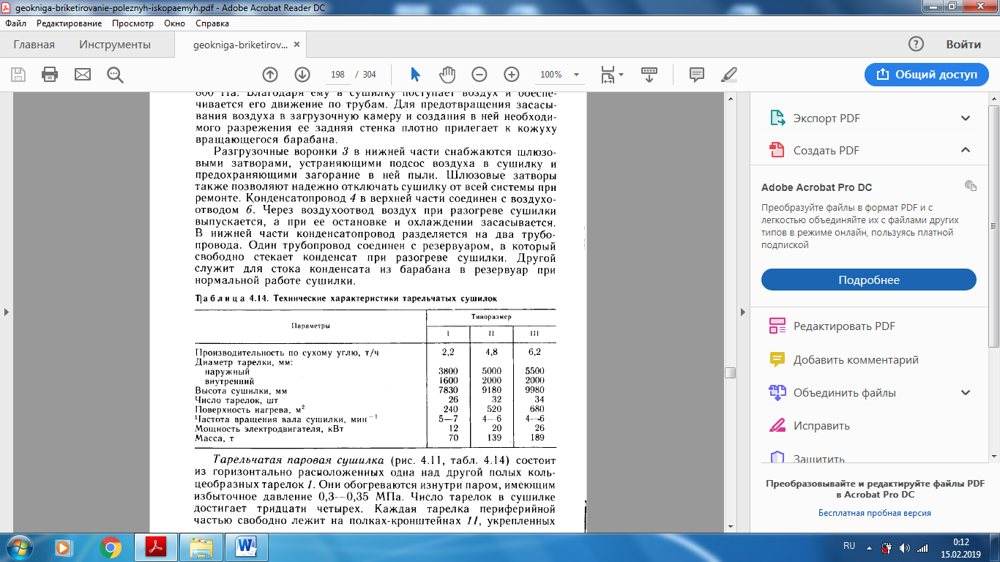 geokniga-briketirovanie-poleznyh-iskopaemyh.pdf - Adobe Acrobat Reader DC
Файл Редактирование Просмотр Окно Справка
Главная Инструменты geokniga-briketirov... × Войти
198 / 304 100% Общий доступ
800 Па. Благодаря ему в сушилку поступает воздух и обеспе-
чивается его движение по трубам. Для предотвращения засасы-
вания воздуха в загрузочную камеру и создания в ней необходи-
мого разрежения ее задняя стенка плотно прилегает к кожуху
вращающегося барабана.
Разгрузочные воронки 3 в нижней части снабжаются шлюзо-
выми затворами, устраняющими подсос воздуха в сушилку и
предохраняющими загорание в ней пыли. Шлюзовые затворы
также позволяют надежно отключать сушилку от всей системы при
ремонте. Конденсатопровод 4 в верхней части соединен с воздухо-
отводом 6. Через воздухоотвод воздух при разогреве сушилки
выпускается, а при ее остановке и охлаждении засасывается.
В нижней части конденсатопровод разделяется на два трубо-
провода. Один трубопровод соединен с резервуаром, в который
свободно стекает конденсат при разогреве сушилки. Другой
служит для стока конденсата из барабана в резервуар при
нормальной работе сушилки.
Таблица 4.14. Технические характеристики тарельчатых сушилок
Параметры Типоразмер
I II III
Производительность по сухому углю, т/ч 2,2 4,8 6,2
Диаметр тарелки, мм:
наружный 3800 5000 5500
внутренний 1600 2000 2000
Высота сушилки, мм 7830 9180 9980
Число тарелок, шт 26 32 34
Поверхность нагрева, м² 240 520 680
Частота вращения вала сушилки, мин⁻¹ 5—7 4—6 4—6
Мощность электродвигателя, кВт 12 20 26
Масса, т 70 139 189
Тарельчатая паровая сушилка (рис. 4.11, табл. 4.14) состоит
из горизонтально расположенных одна над другой полых коль-
цеобразных тарелок 1. Они обогреваются изнутри паром, имеющим
избыточное давление 0,3—0,35 МПа. Число тарелок в сушилке
достигает тридцати четырех. Каждая тарелка периферийной
частью свободно лежит на полках-кронштейнах 11, укрепленных
Экспорт PDF
Создать PDF
Adobe Acrobat Pro DC
Преобразуйте файлы в формат PDF и с
легкостью объединяйте их с файлами других
типов в режиме онлайн, пользуясь платной
подпиской
Подробнее
Редактировать PDF
Добавить комментарий
Объединить файлы
Исправить
Защитить
Преобразовывайте и редактируйте файлы PDF
в Acrobat Pro DC
Бесплатная пробная версия
RU 0:12
15.02.2019